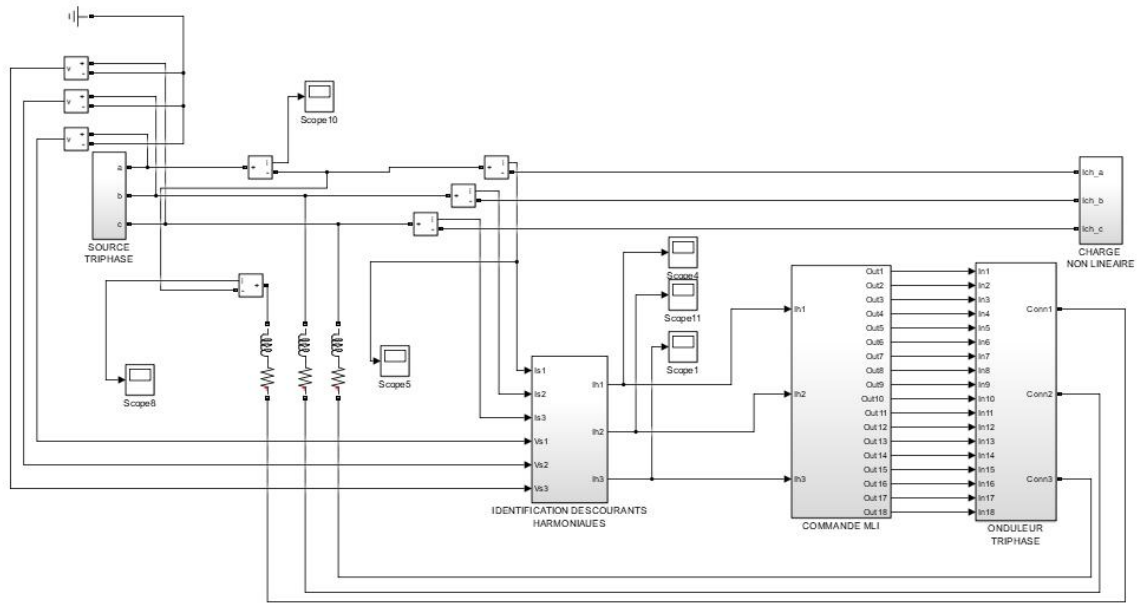 v
+
-
v
+
-
v
+
-
Scope10
a
b
c
SOURCE
TRIPHASE
+
i
-
+
i
-
+
i
-
+
i
-
Ich_a
Ich_b
Ich_c
CHARGE
NON LINEAIRE
i
-
+
Scope8
Scope5
Scope4
Scope11
Scope1
Is1
Is2
Is3
Vs1
Vs2
Vs3
Ih1
Ih2
Ih3
IDENTIFICATION DESCOURANTS
HARMONIAUES
Ih1
Ih2
Ih3
Out1
Out2
Out3
Out4
Out5
Out6
Out7
Out8
Out9
Out10
Out11
Out12
Out13
Out14
Out15
Out16
Out17
Out18
COMMANDE MLI
In1
In2
In3
In4
In5
In6
In7
In8
In9
In10
In11
In12
In13
In14
In15
In16
In17
In18
Conn1
Conn2
Conn3
ONDULEUR
TRIPHASE